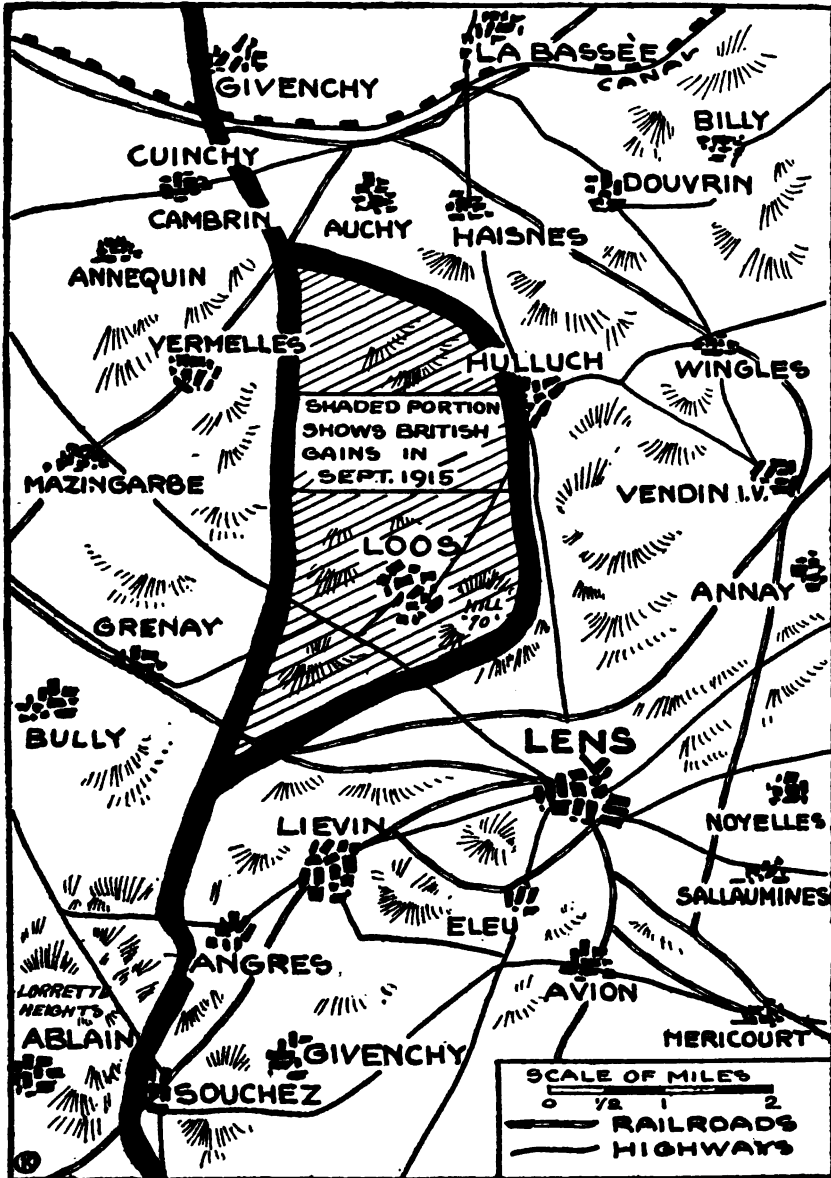 LA BASSÉE
CANAL
GIVENCHY
BILLY
CUINCHY
DOUVRIN
CAMBRIN
AUCHY
HAISNES
ANNEQUIN
VERMELLES
HULLUCH
WINGLES
SHADED PORTION
SHOWS BRITISH
GAINS IN
SEPT. 1915
MAZINGARBE
VENDIN I.V.
LOOS
ANNAY
HILL
'70'
GRENAY
BULLY
LENS
NOYELLES
LIEVIN
SALLAUMINES
ELEU
ANGRES
LORRETTE
HEIGHTS
AVION
ABLAIN
MERICOURT
GIVENCHY
SOUCHEZ
SCALE OF MILES
0 1/2 1 2
RAILROADS
HIGHWAYS